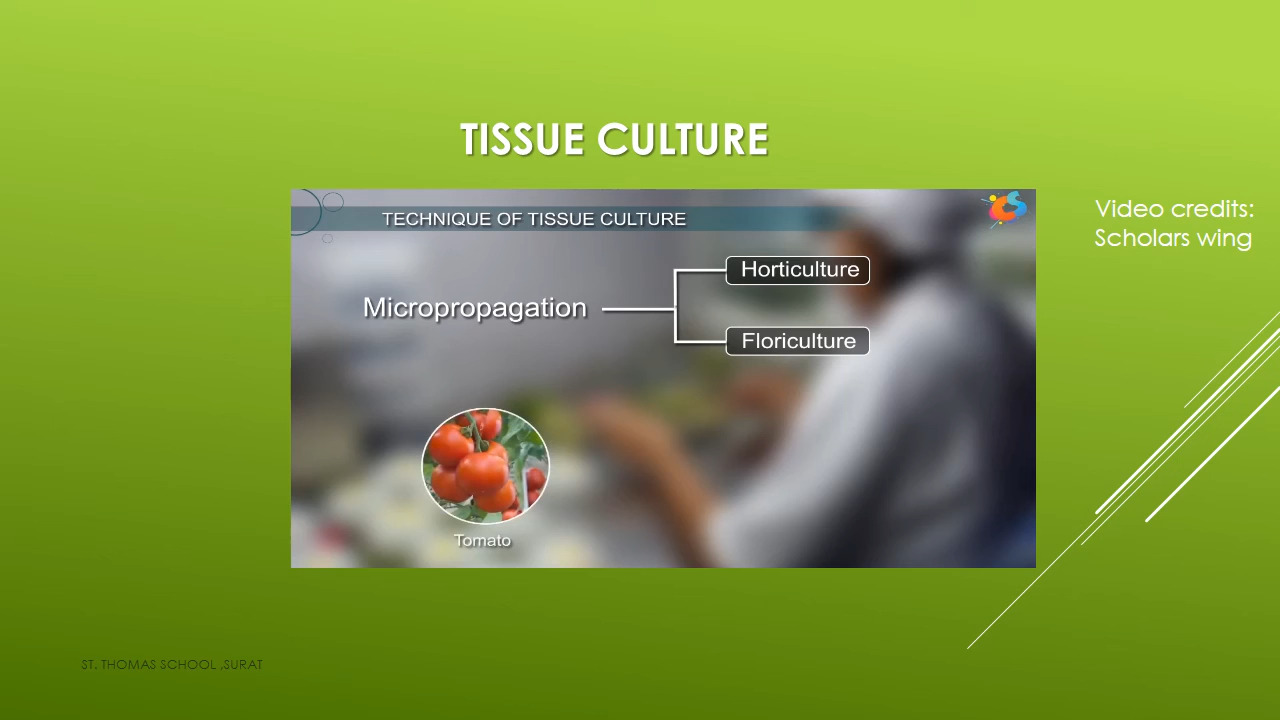 TISSUE CULTURE
TECHNIQUE OF TISSUE CULTURE
Video credits:
Scholars wing
Horticulture
Micropropagation
Floriculture
Tomato
ST. THOMAS SCHOOL ,SURAT